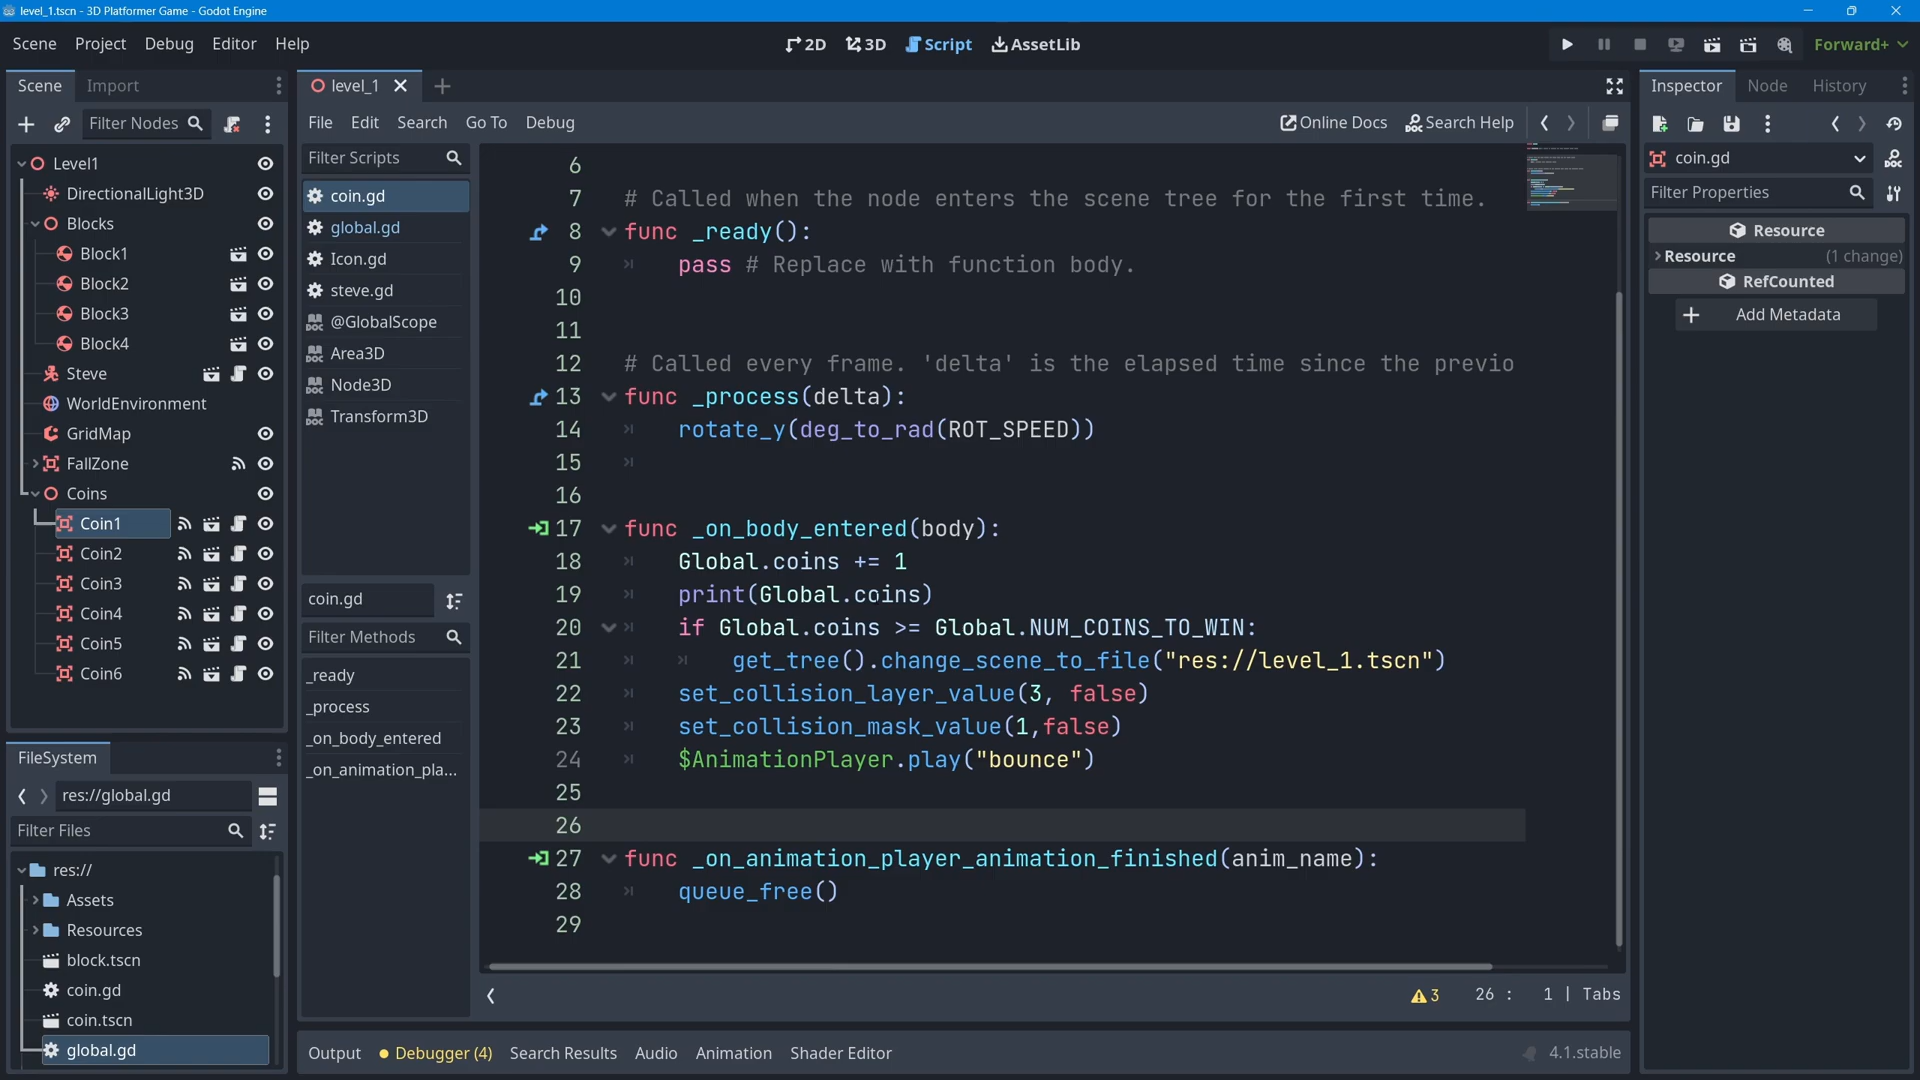 level_1.tscn - 3D Platformer Game - Godot Engine
Scene Project Debug Editor Help
2D 3D Script AssetLib
Forward+
Scene Import
Filter Nodes
Level1
DirectionalLight3D
Blocks
Block1
Block2
Block3
Block4
Steve
WorldEnvironment
GridMap
FallZone
Coins
Coin1
Coin2
Coin3
Coin4
Coin5
Coin6
FileSystem
res://global.gd
Filter Files
res://
Assets
Resources
block.tscn
coin.gd
coin.tscn
global.gd
level_1
File Edit Search Go To Debug
Online Docs Search Help
Filter Scripts
coin.gd
global.gd
Icon.gd
steve.gd
DOC @GlobalScope
DOC Area3D
DOC Node3D
DOC Transform3D
coin.gd
Filter Methods
_ready
_process
_on_body_entered
_on_animation_pla...
6
7 # Called when the node enters the scene tree for the first time.
8 func _ready():
9 pass # Replace with function body.
10
11
12 # Called every frame. 'delta' is the elapsed time since the previo
13 func _process(delta):
14 rotate_y(deg_to_rad(ROT_SPEED))
15
16
17 func _on_body_entered(body):
18 Global.coins += 1
19 print(Global.coins)
20 if Global.coins >= Global.NUM_COINS_TO_WIN:
21 get_tree().change_scene_to_file("res://level_1.tscn")
22 set_collision_layer_value(3, false)
23 set_collision_mask_value(1,false)
24 $AnimationPlayer.play("bounce")
25
26
27 func _on_animation_player_animation_finished(anim_name):
28 queue_free()
29
3 26 : 1 | Tabs
Output Debugger (4) Search Results Audio Animation Shader Editor
4.1.stable
Inspector Node History
coin.gd
Filter Properties
Resource
Resource (1 change)
RefCounted
Add Metadata